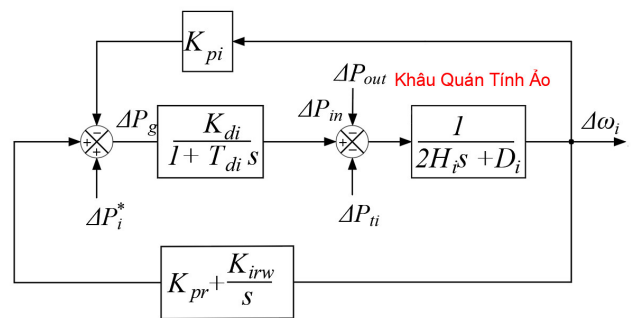 K_pi
ΔP_out Khâu Quán Tính Ảo
ΔP_g
K_di
1 + T_di s
ΔP_in
1
2H_i s + D_i
Δω_i
ΔP_i^*
ΔP_ti
K_pr + K_irw
s